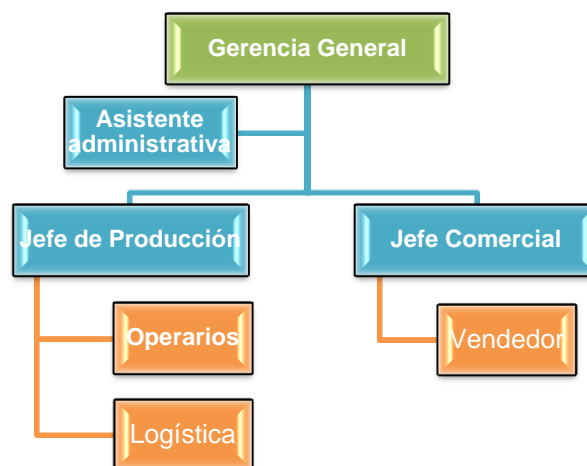 Gerencia General
Asistente
administrativa
Jefe de Producción
Jefe Comercial
Operarios
Vendedor
Logística